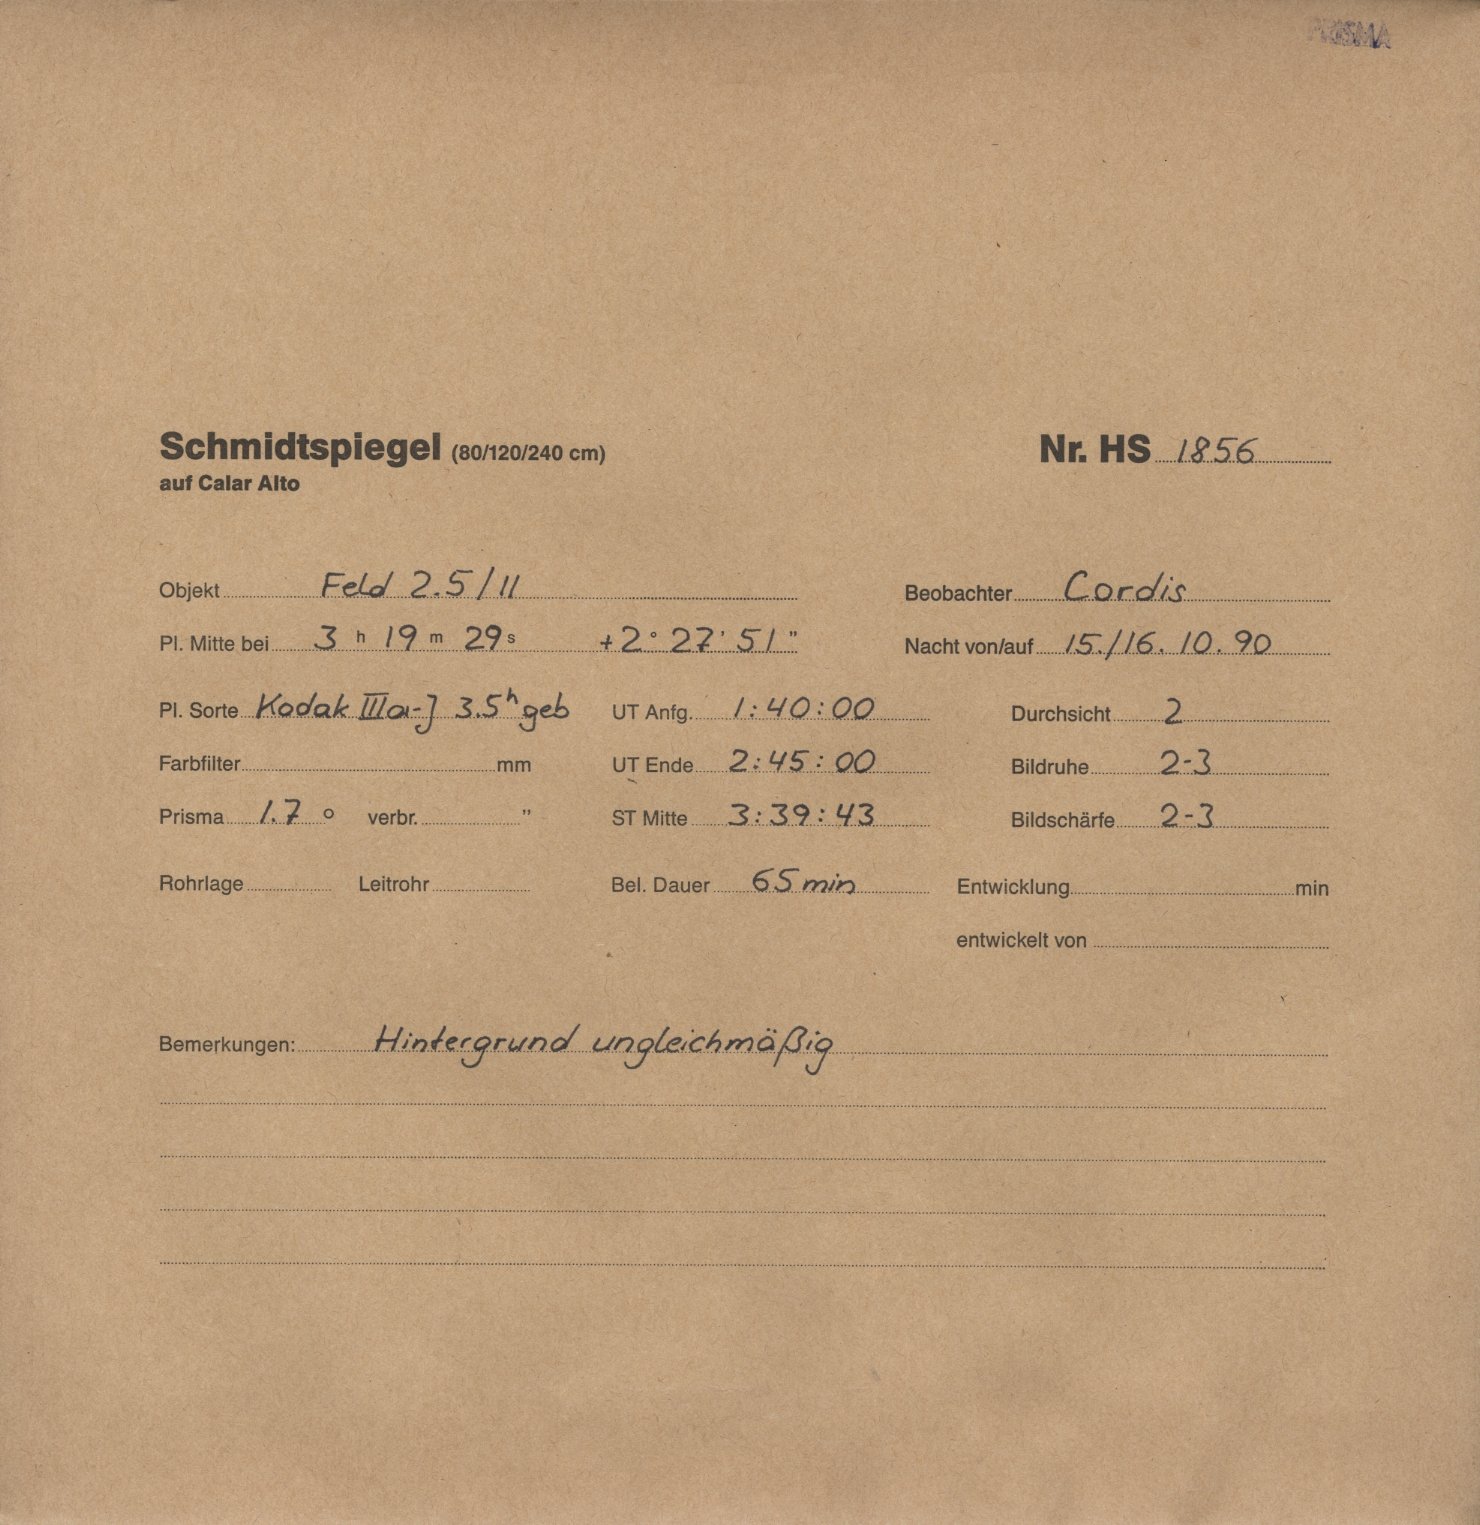 PRISMA
Schmidtspiegel (80/120/240 cm) Nr. HS 1856
auf Calar Alto
Objekt Feld 2.5/11 Beobachter Cordis
Pl. Mitte bei 3 h 19 m 29 s +2° 27' 51" Nacht von/auf 15./16. 10. 90
Pl. Sorte Kodak IIIa-J 3.5h geb UT Anfg. 1:40:00 Durchsicht 2
Farbfilter mm UT Ende 2:45:00 Bildruhe 2-3
Prisma 1.7 ° verbr. " ST Mitte 3:39:43 Bildschärfe 2-3
Rohrlage Leitrohr Bel. Dauer 65 min Entwicklung min
entwickelt von
Bemerkungen: Hintergrund ungleichmäßig